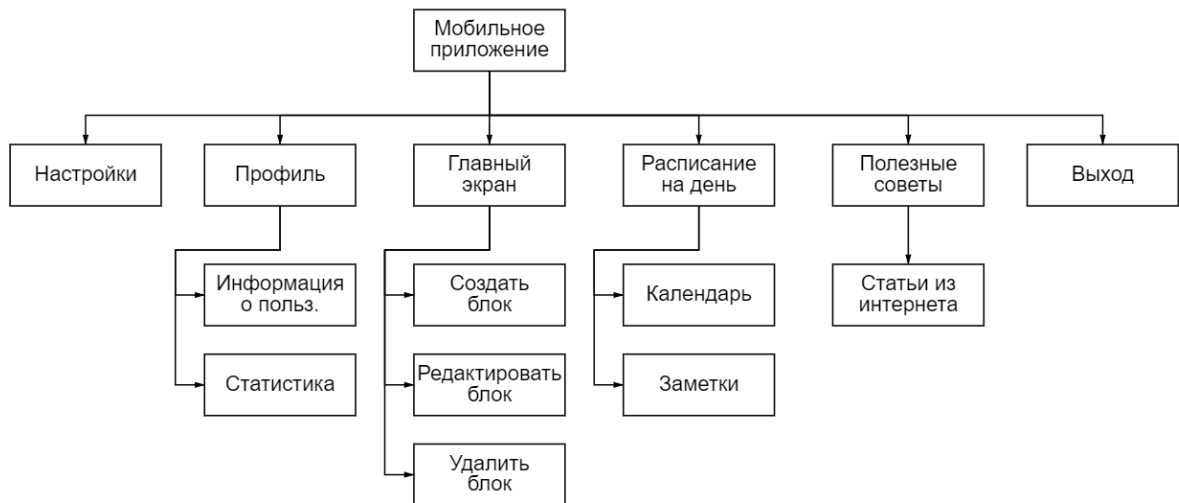 Мобильное
приложение
Настройки
Профиль
Главный
экран
Расписание
на день
Полезные
советы
Выход
Информация
о польз.
Создать
блок
Календарь
Статьи из
интернета
Статистика
Редактировать
блок
Заметки
Удалить
блок